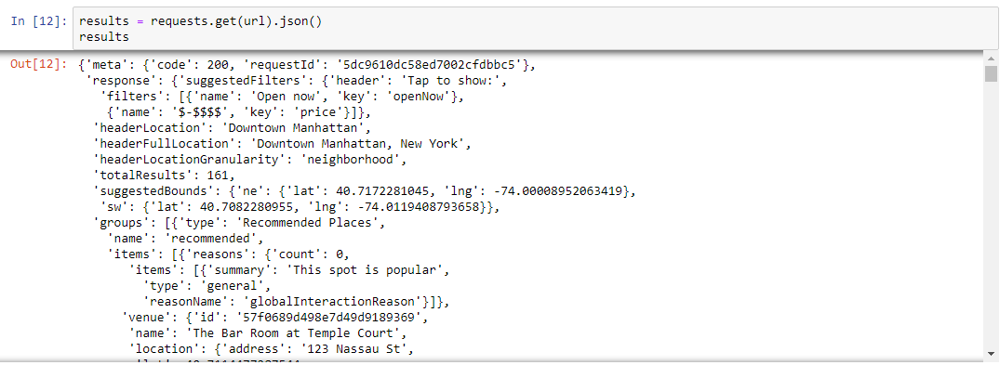 In [12]: results = requests.get(url).json()
results
Out[12]: {'meta': {'code': 200, 'requestId': '5dc9610dc58ed7002cfdbbc5'},
'response': {'suggestedFilters': {'header': 'Tap to show:',
'filters': [{'name': 'Open now', 'key': 'openNow'},
{'name': '$-$$$$', 'key': 'price'}]},
'headerLocation': 'Downtown Manhattan',
'headerFullLocation': 'Downtown Manhattan, New York',
'headerLocationGranularity': 'neighborhood',
'totalResults': 161,
'suggestedBounds': {'ne': {'lat': 40.7172281045, 'lng': -74.00008952063419},
'sw': {'lat': 40.7082280955, 'lng': -74.0119408793658}},
'groups': [{'type': 'Recommended Places',
'name': 'recommended',
'items': [{'reasons': {'count': 0,
'items': [{'summary': 'This spot is popular',
'type': 'general',
'reasonName': 'globalInteractionReason'}]},
'venue': {'id': '57f0689d498e7d49d9189369',
'name': 'The Bar Room at Temple Court',
'location': {'address': '123 Nassau St',